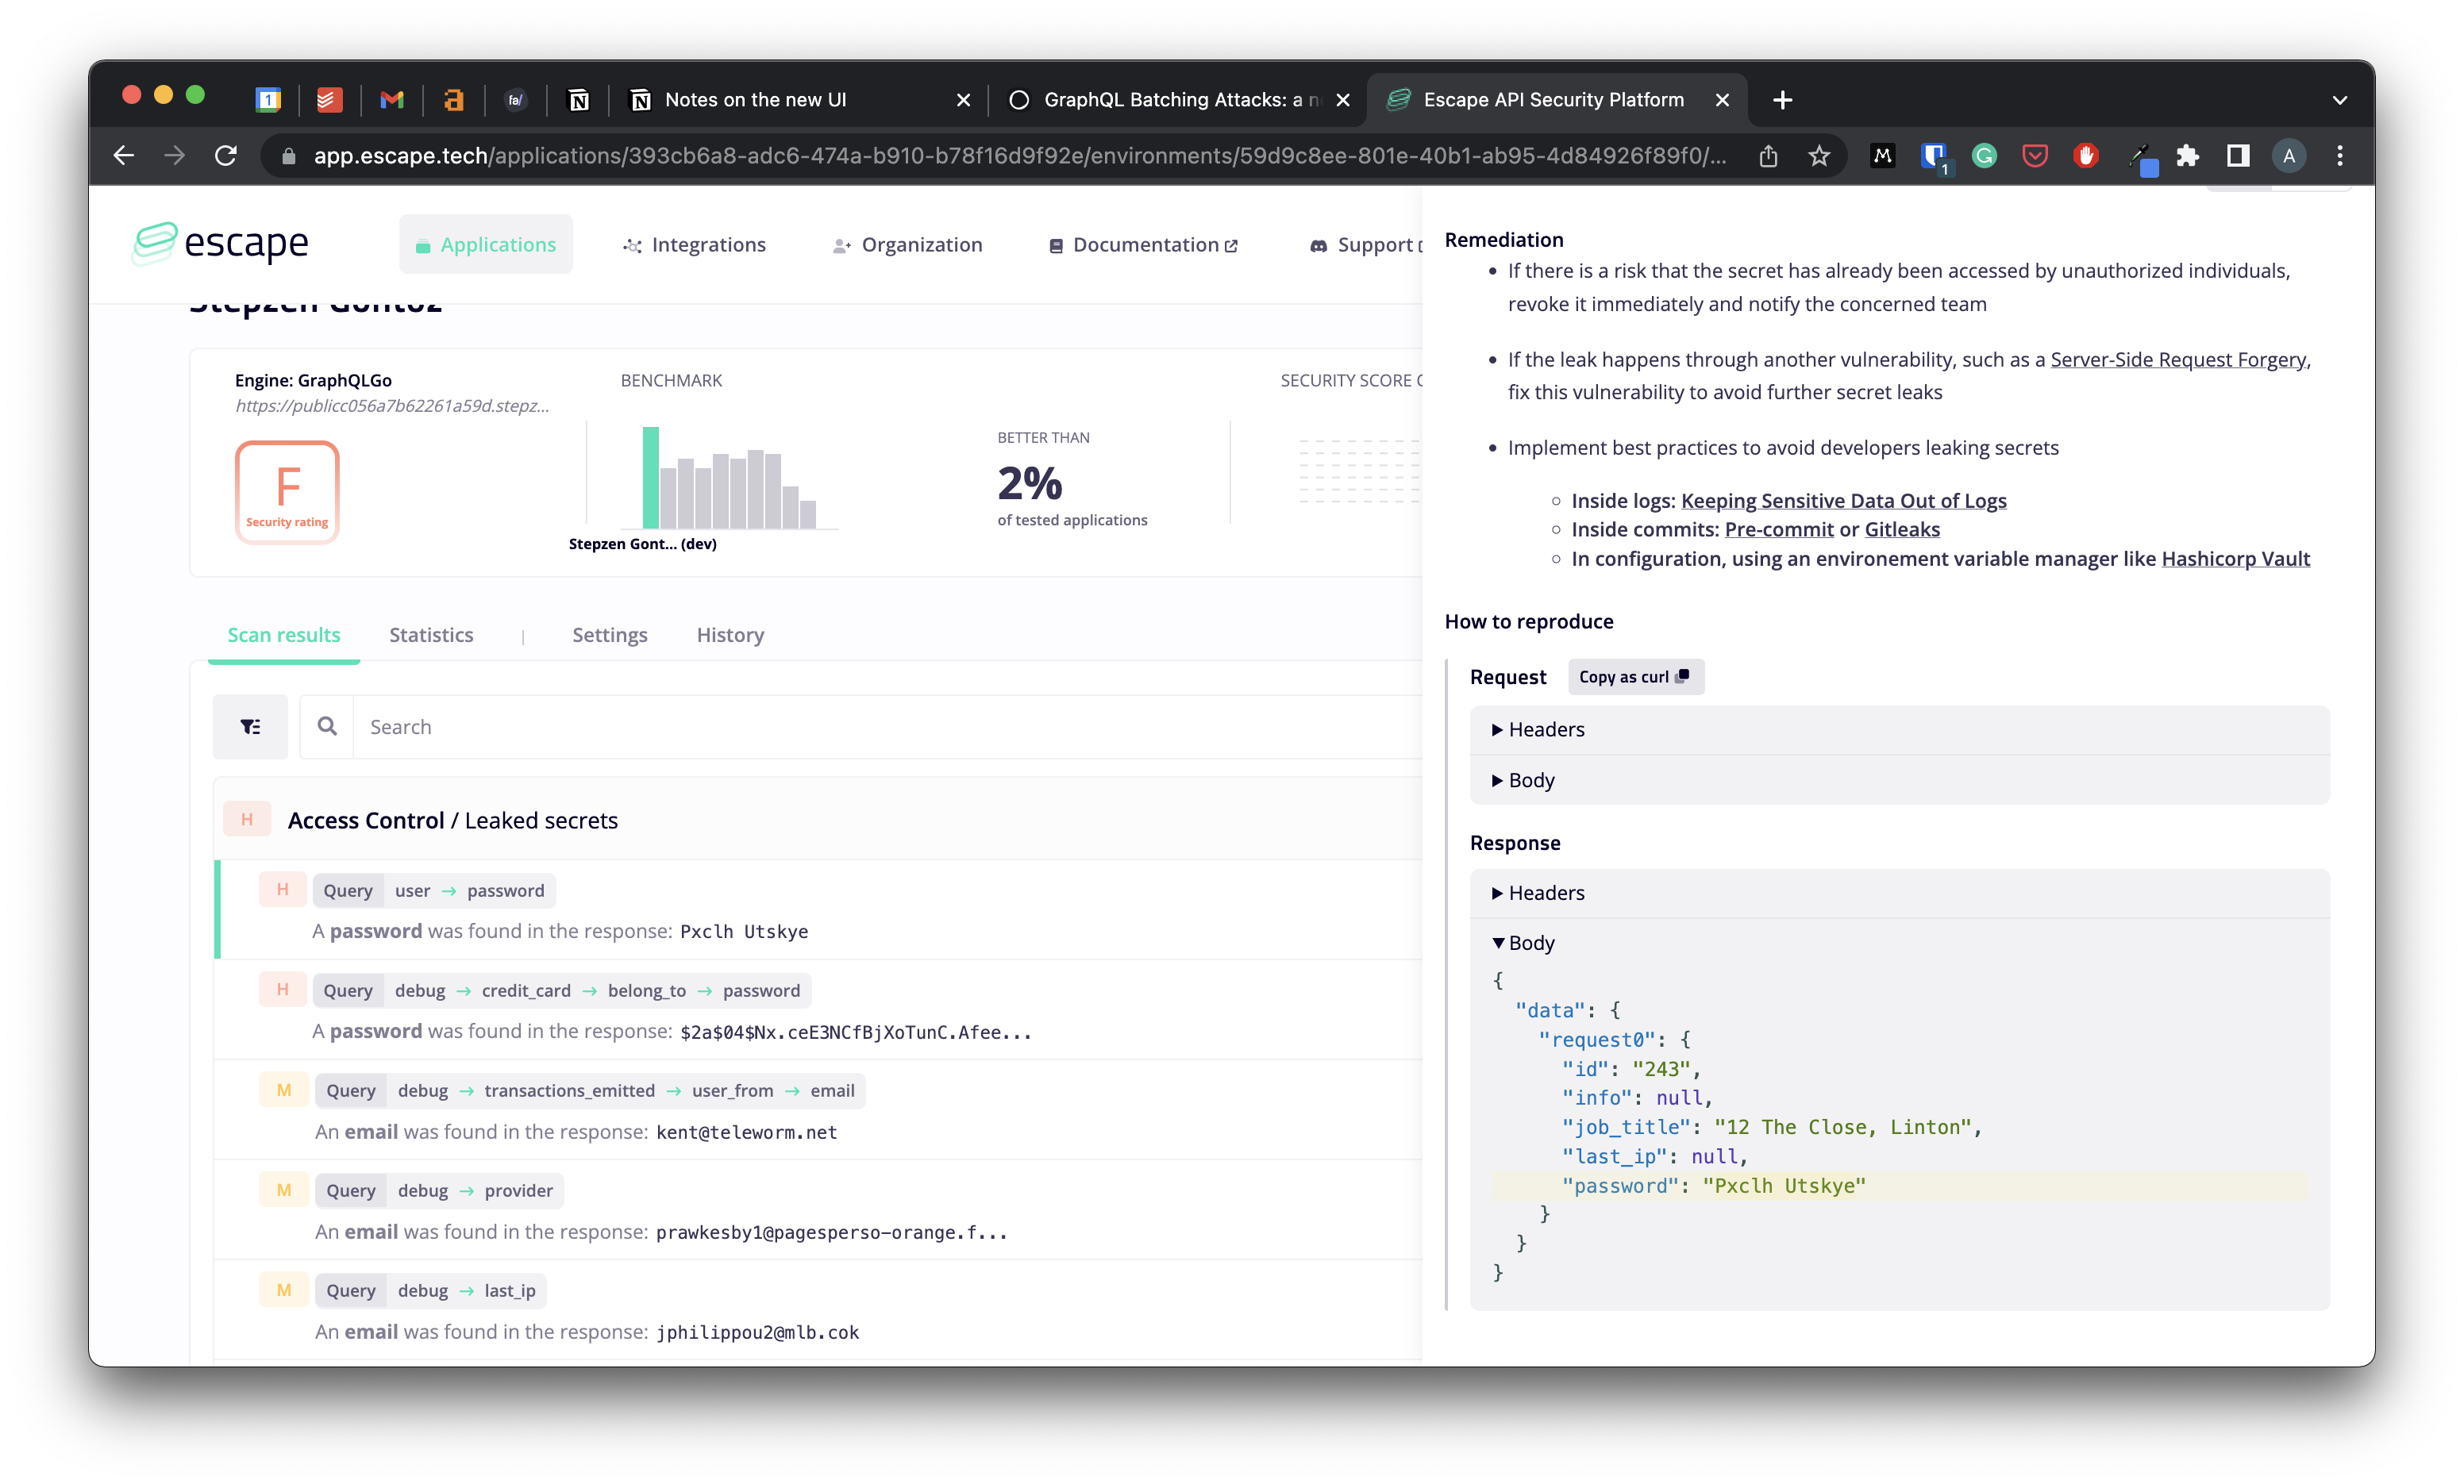 Notes on the new UI
GraphQL Batching Attacks: a n
Escape API Security Platform
app.escape.tech/applications/393cb6a8-adc6-474a-b910-b78f16d9f92e/environments/59d9c8ee-801e-40b1-ab95-4d84926f89f0/...
1
A
escape
Applications
Integrations
Organization
Documentation
Support
Engine: GraphQLGo
https://publicc056a7b62261a59d.stepz...
F
Security rating
BENCHMARK
Stepzen Gont... (dev)
BETTER THAN
2%
of tested applications
SECURITY SCORE
Scan results
Statistics
|
Settings
History
Search
H
Access Control / Leaked secrets
H Query user → password
A password was found in the response: Pxclh Utskye
H Query debug → credit_card → belong_to → password
A password was found in the response: $2a$04$Nx.ceE3NCfBjXoTunC.Afee...
M Query debug → transactions_emitted → user_from → email
An email was found in the response: kent@teleworm.net
M Query debug → provider
An email was found in the response: prawkesby1@pagesperso-orange.f...
M Query debug → last_ip
An email was found in the response: jphilippou2@mlb.cok
Remediation
If there is a risk that the secret has already been accessed by unauthorized individuals,
revoke it immediately and notify the concerned team
If the leak happens through another vulnerability, such as a Server-Side Request Forgery,
fix this vulnerability to avoid further secret leaks
Implement best practices to avoid developers leaking secrets
Inside logs: Keeping Sensitive Data Out of Logs
Inside commits: Pre-commit or Gitleaks
In configuration, using an environement variable manager like Hashicorp Vault
How to reproduce
Request
Copy as curl
Headers
Body
Response
Headers
Body
{
"data": {
"request0": {
"id": "243",
"info": null,
"job_title": "12 The Close, Linton",
"last_ip": null,
"password": "Pxclh Utskye"
}
}
}